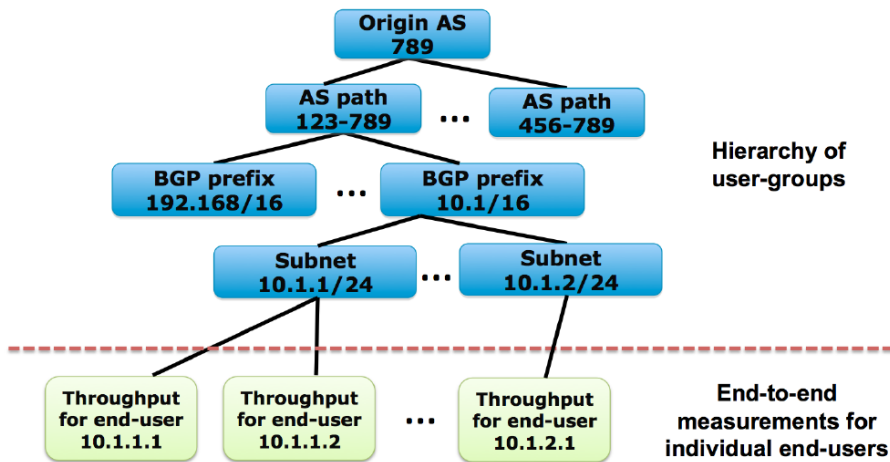 Origin AS
789
AS path
123-789
...
AS path
456-789
Hierarchy of
user-groups
BGP prefix
192.168/16
...
BGP prefix
10.1/16
Subnet
10.1.1/24
...
Subnet
10.1.2/24
Throughput
for end-user
10.1.1.1
Throughput
for end-user
10.1.1.2
...
Throughput
for end-user
10.1.2.1
End-to-end
measurements for
individual end-users